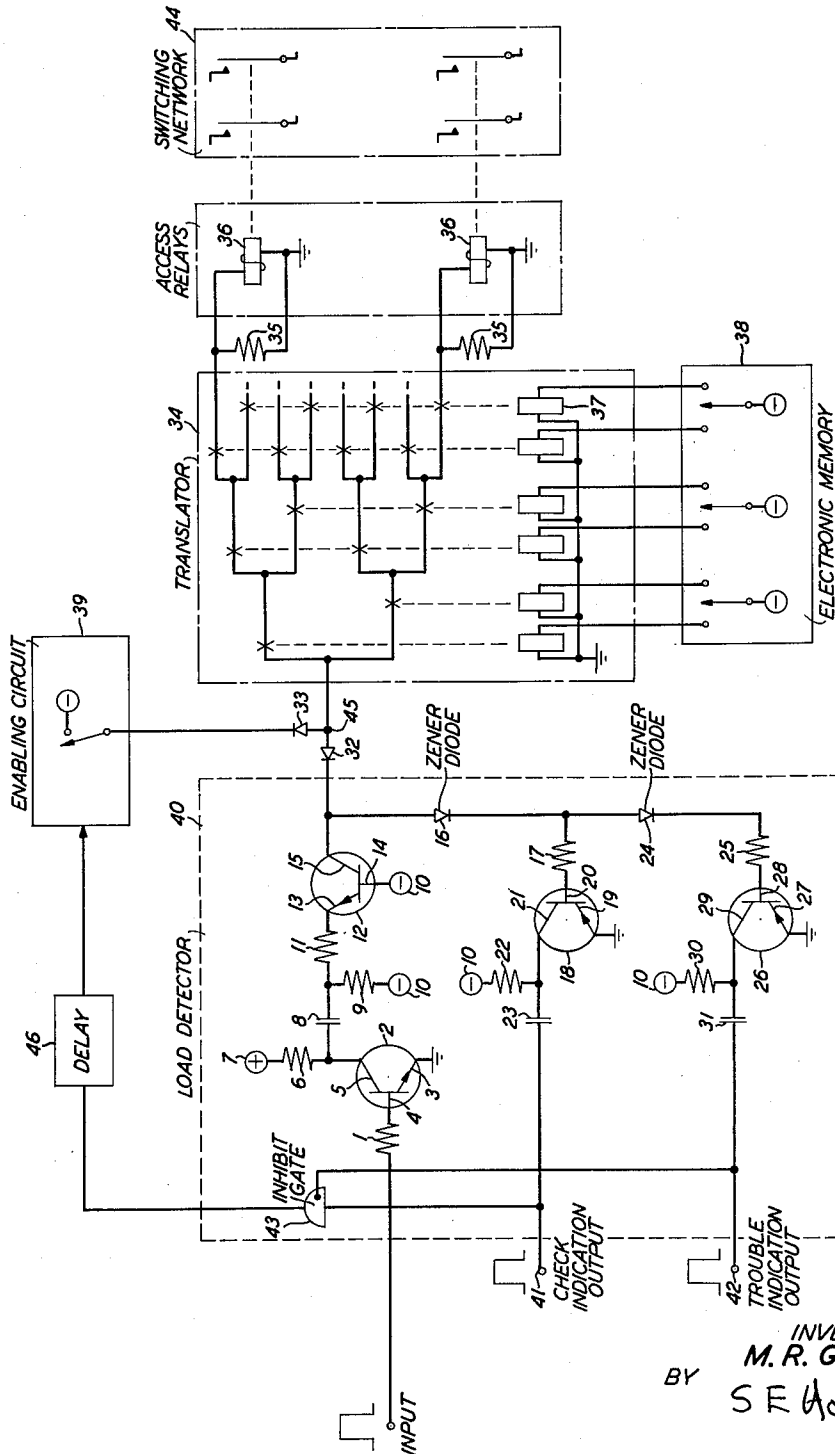 44
SWITCHING
NETWORK
ACCESS
RELAYS
36
36
35
35
34
TRANSLATOR
37
38
ELECTRONIC MEMORY
39
ENABLING CIRCUIT
33
45
32
46
DELAY
40
LOAD DETECTOR
ZENER
DIODE
16
ZENER
DIODE
24
15
13
14
12
10
11
8
9
10
7
6
5
2
4
3
1
17
21
20
19
18
10
22
23
25
29
28
27
26
10
30
31
INHIBIT
GATE
43
41
CHECK
INDICATION
OUTPUT
42
TROUBLE
INDICATION
OUTPUT
INPUT
BY
M. R. G